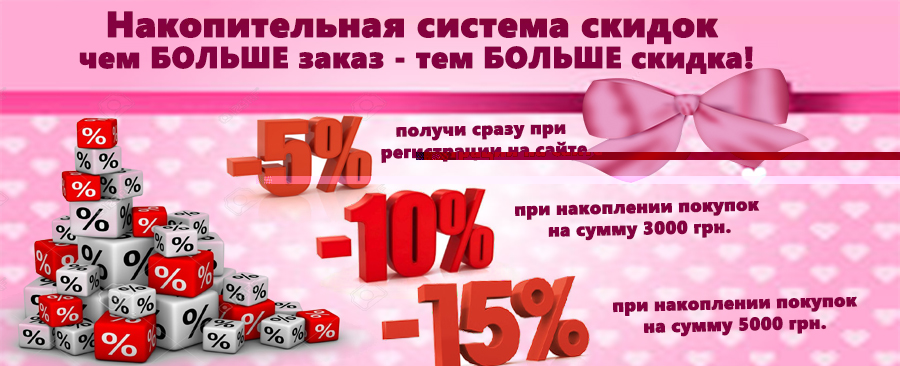 Накопительная система скидок
чем БОЛЬШЕ заказ - тем БОЛЬШЕ скидка!
-5%
получи сразу при
регистрации на сайте
-10%
при накоплении покупок
на сумму 3000 грн.
-15%
при накоплении покупок
на сумму 5000 грн.